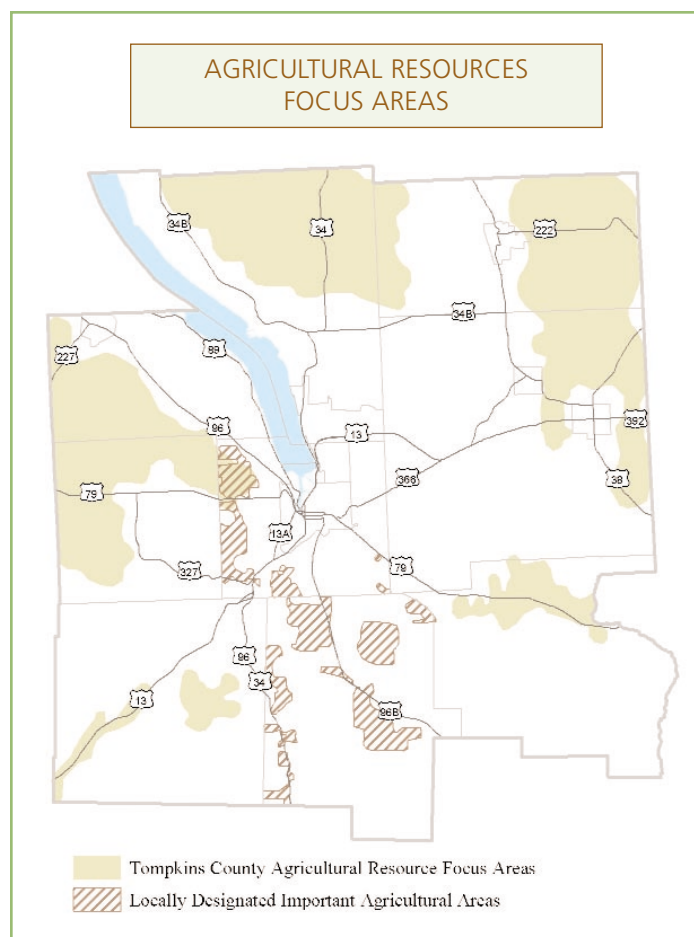 AGRICULTURAL RESOURCES
FOCUS AREAS
34B
34
222
34B
89
227
96
13
392
366
79
38
13A
79
327
96
34
13
96B
Tompkins County Agricultural Resource Focus Areas
Locally Designated Important Agricultural Areas